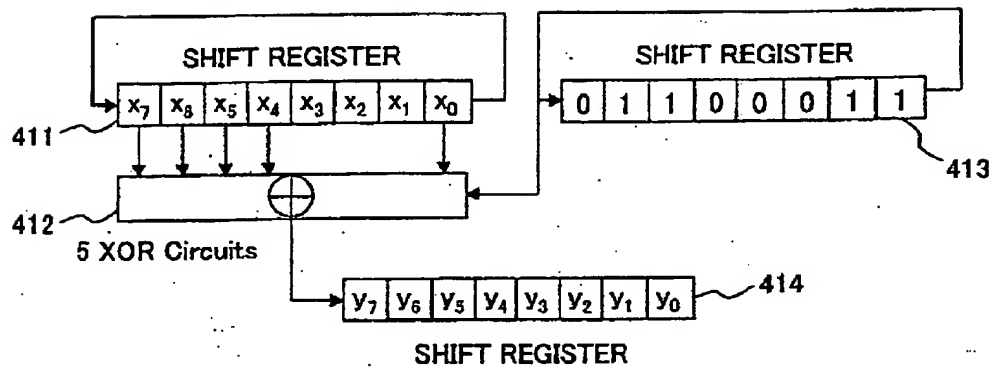 SHIFT REGISTER
SHIFT REGISTER
x₇ x₈ x₅ x₄ x₃ x₂ x₁ x₀
0 1 1 0 0 0 1 1
411
413
412
5 XOR Circuits
y₇ y₆ y₅ y₄ y₃ y₂ y₁ y₀
414
SHIFT REGISTER